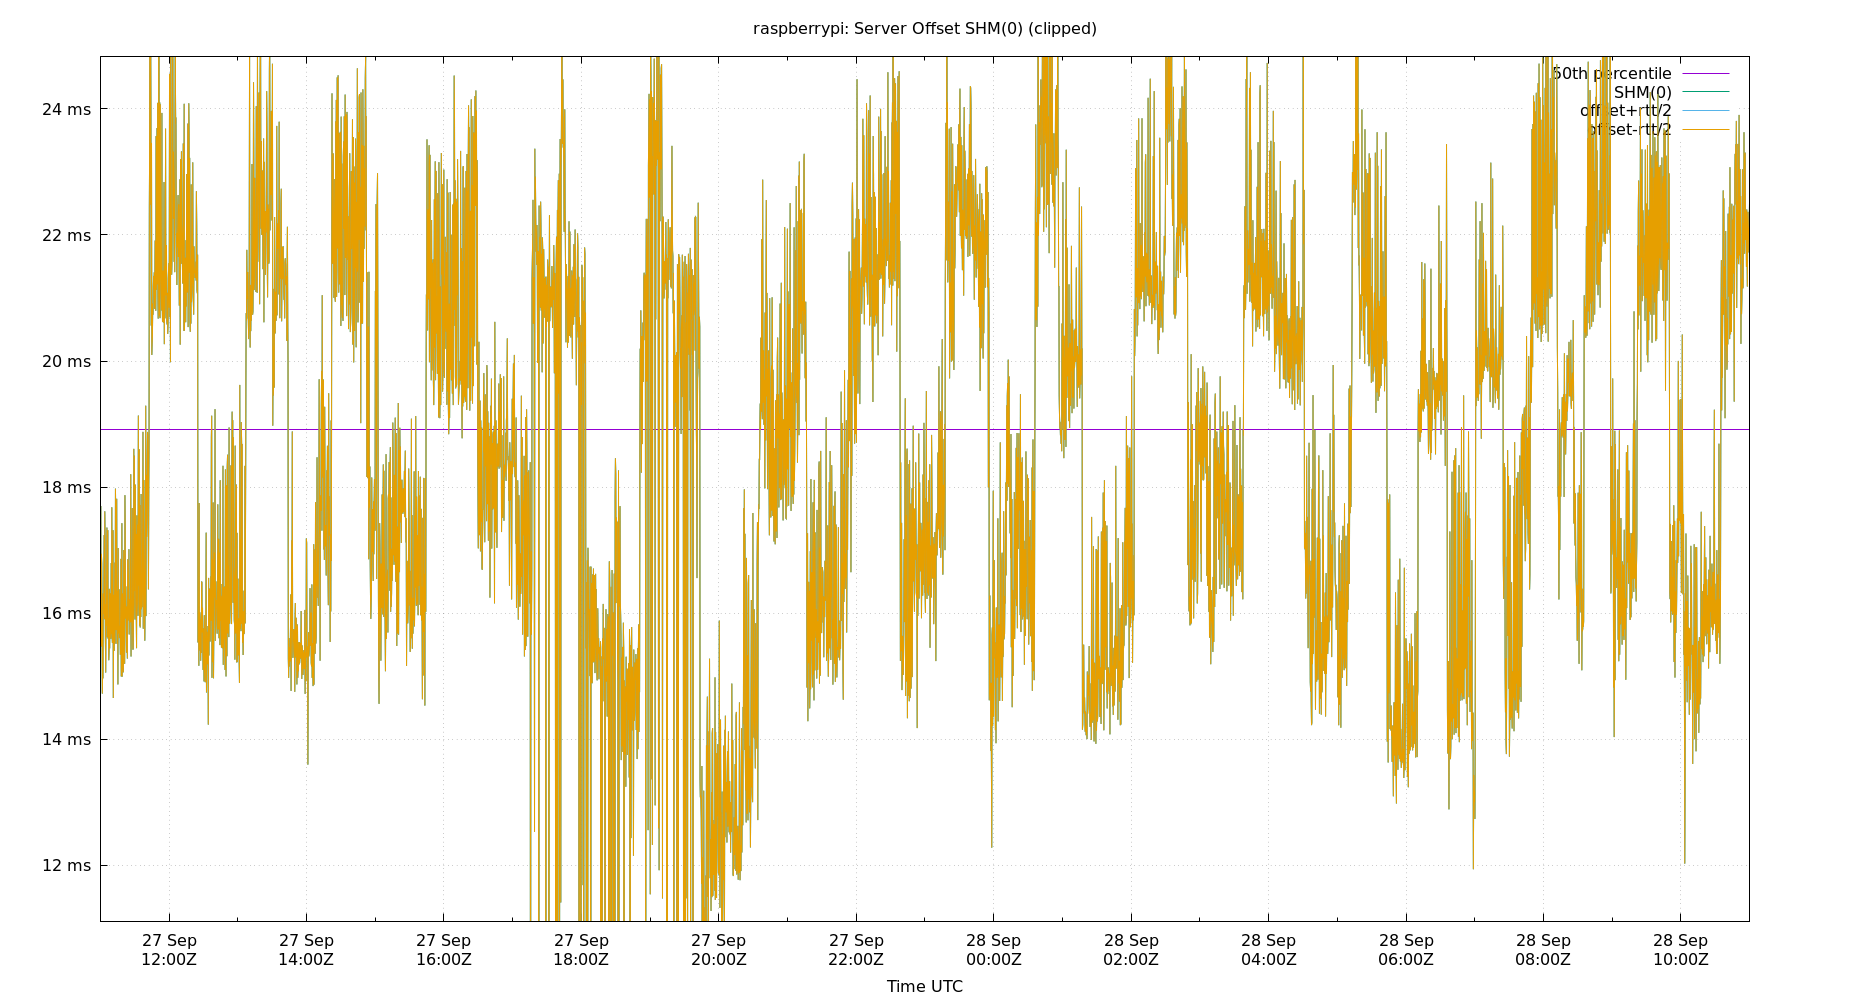 raspberrypi: Server Offset SHM(0) (clipped)
50th percentile
SHM(0)
offset+rtt/2
offset-rtt/2
24 ms
22 ms
20 ms
18 ms
16 ms
14 ms
12 ms
27 Sep 27 Sep 27 Sep 27 Sep 27 Sep 27 Sep 28 Sep 28 Sep 28 Sep 28 Sep 28 Sep 28 Sep
12:00Z 14:00Z 16:00Z 18:00Z 20:00Z 22:00Z 00:00Z 02:00Z 04:00Z 06:00Z 08:00Z 10:00Z
Time UTC